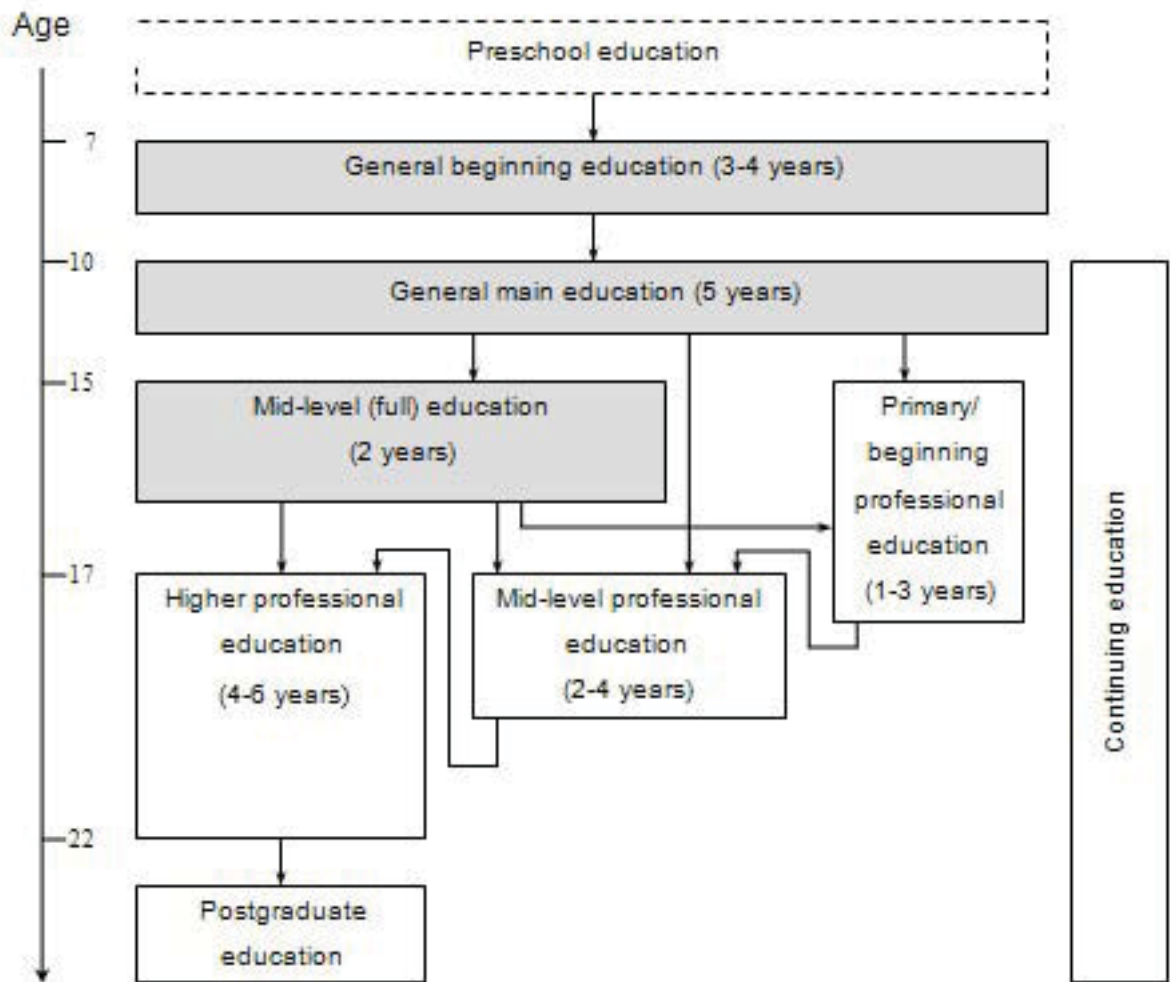 Age
Preschool education
7
General beginning education (3-4 years)
10
General main education (5 years)
15
Mid-level (full) education
(2 years)
Primary/
beginning
professional
education
(1-3 years)
17
Higher professional
education
(4-6 years)
Mid-level professional
education
(2-4 years)
Continuing education
22
Postgraduate
education